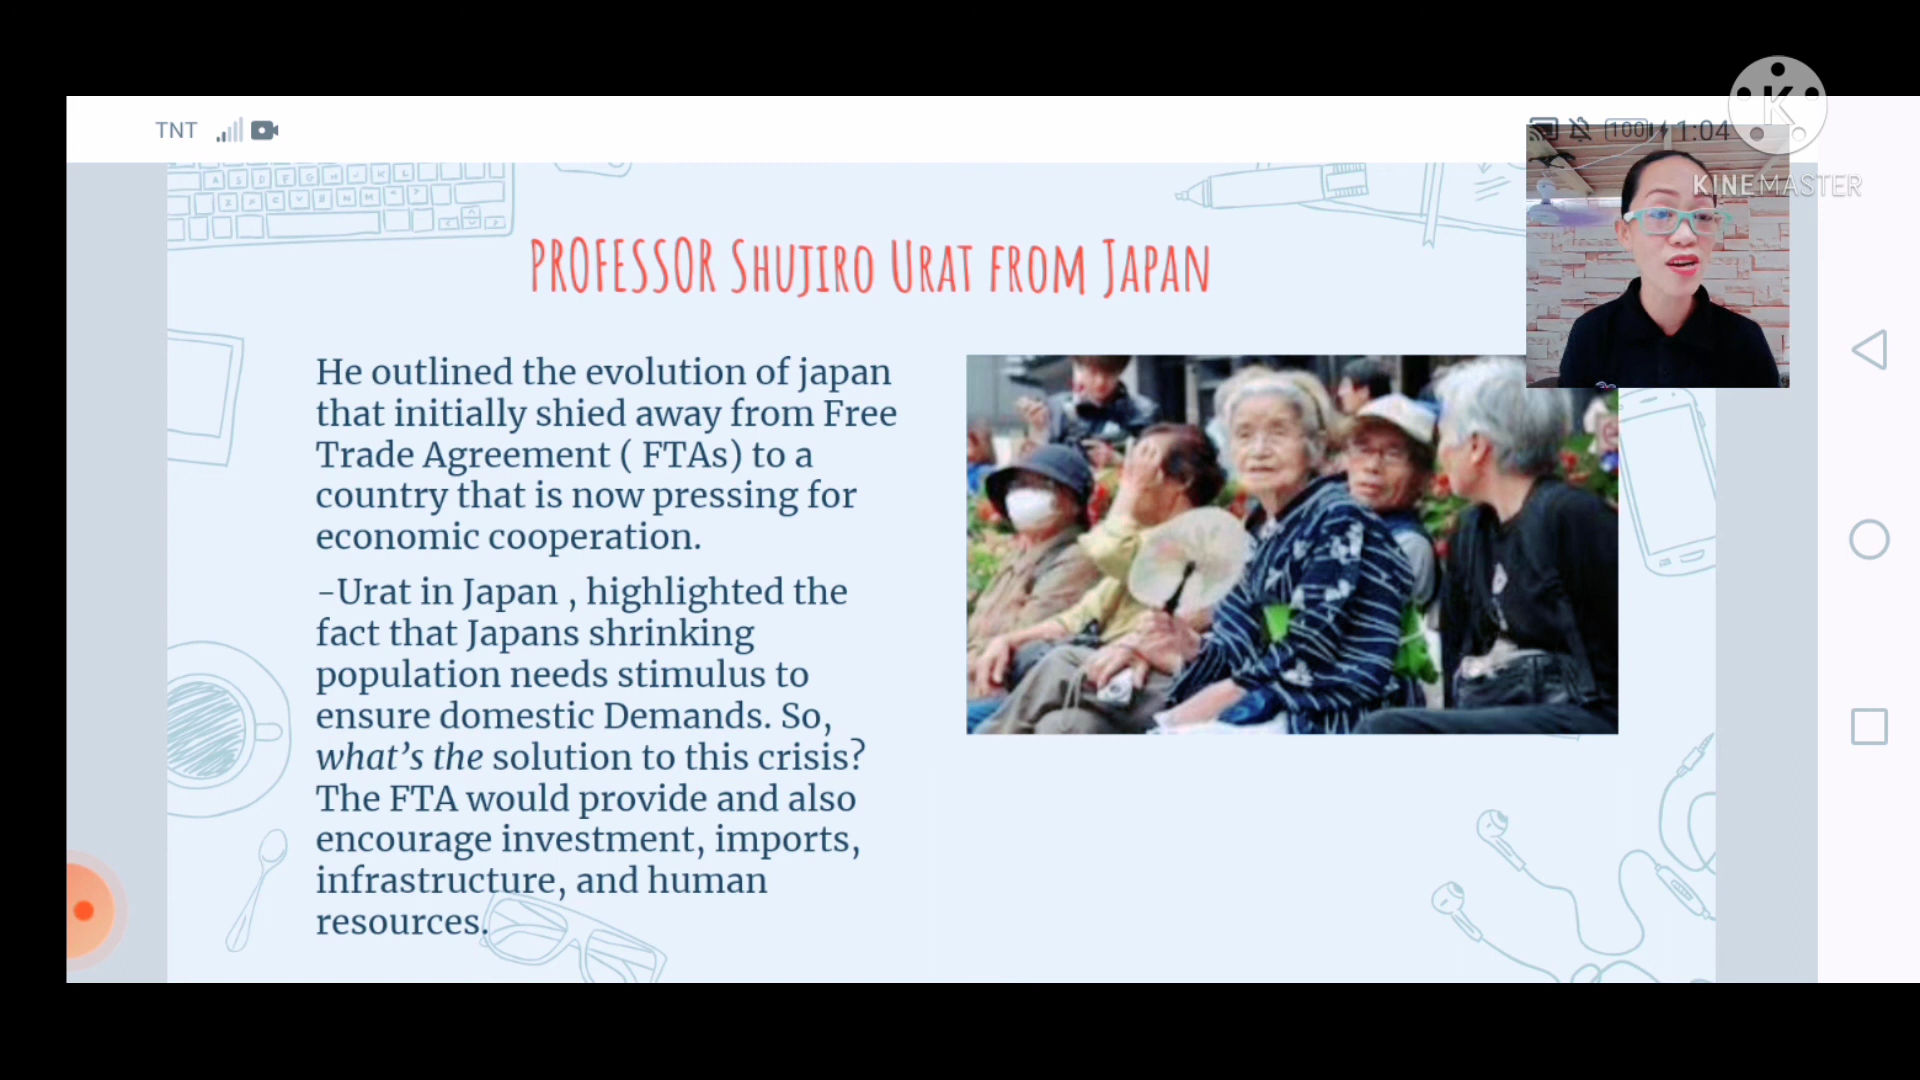 TNT
100 1:04
K
KINEMASTER
PROFESSOR SHUJIRO URAT FROM JAPAN
He outlined the evolution of japan
that initially shied away from Free
Trade Agreement ( FTAs) to a
country that is now pressing for
economic cooperation.
-Urat in Japan , highlighted the
fact that Japans shrinking
population needs stimulus to
ensure domestic Demands. So,
what's the solution to this crisis?
The FTA would provide and also
encourage investment, imports,
infrastructure, and human
resources.